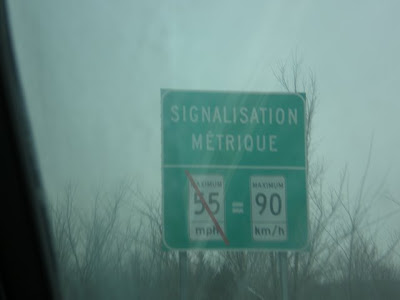 SIGNALISATION
MÉTRIQUE
MAXIMUM
55
mph
=
MAXIMUM
90
km/h